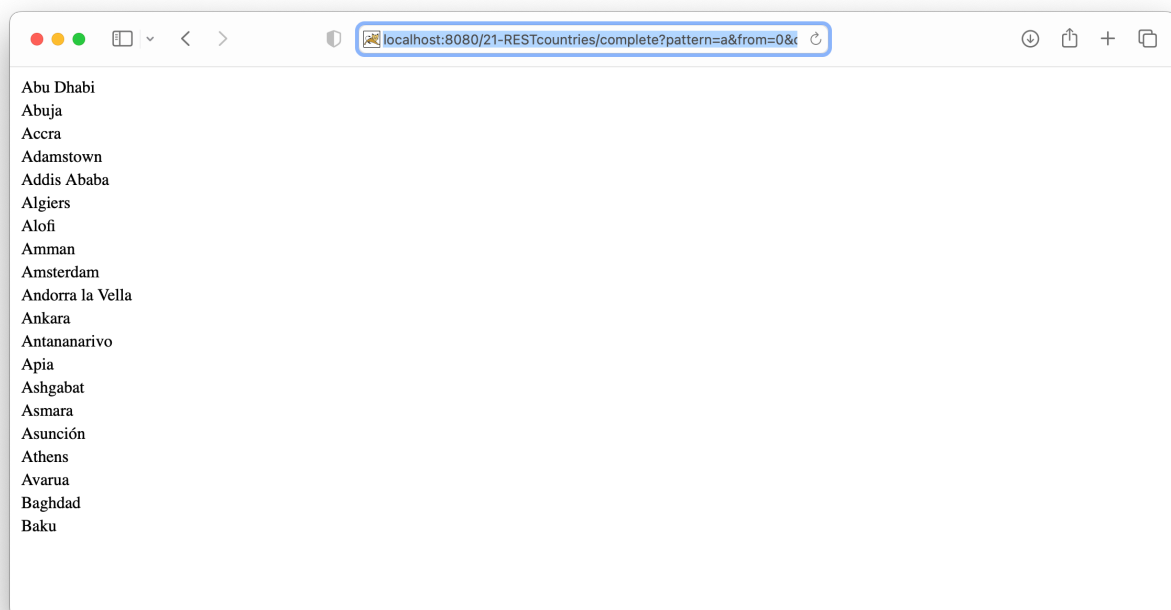 localhost:8080/21-RESTcountries/complete?pattern=a&from=0&
Abu Dhabi
Abuja
Accra
Adamstown
Addis Ababa
Algiers
Alofi
Amman
Amsterdam
Andorra la Vella
Ankara
Antananarivo
Apia
Ashgabat
Asmara
Asunción
Athens
Avarua
Baghdad
Baku